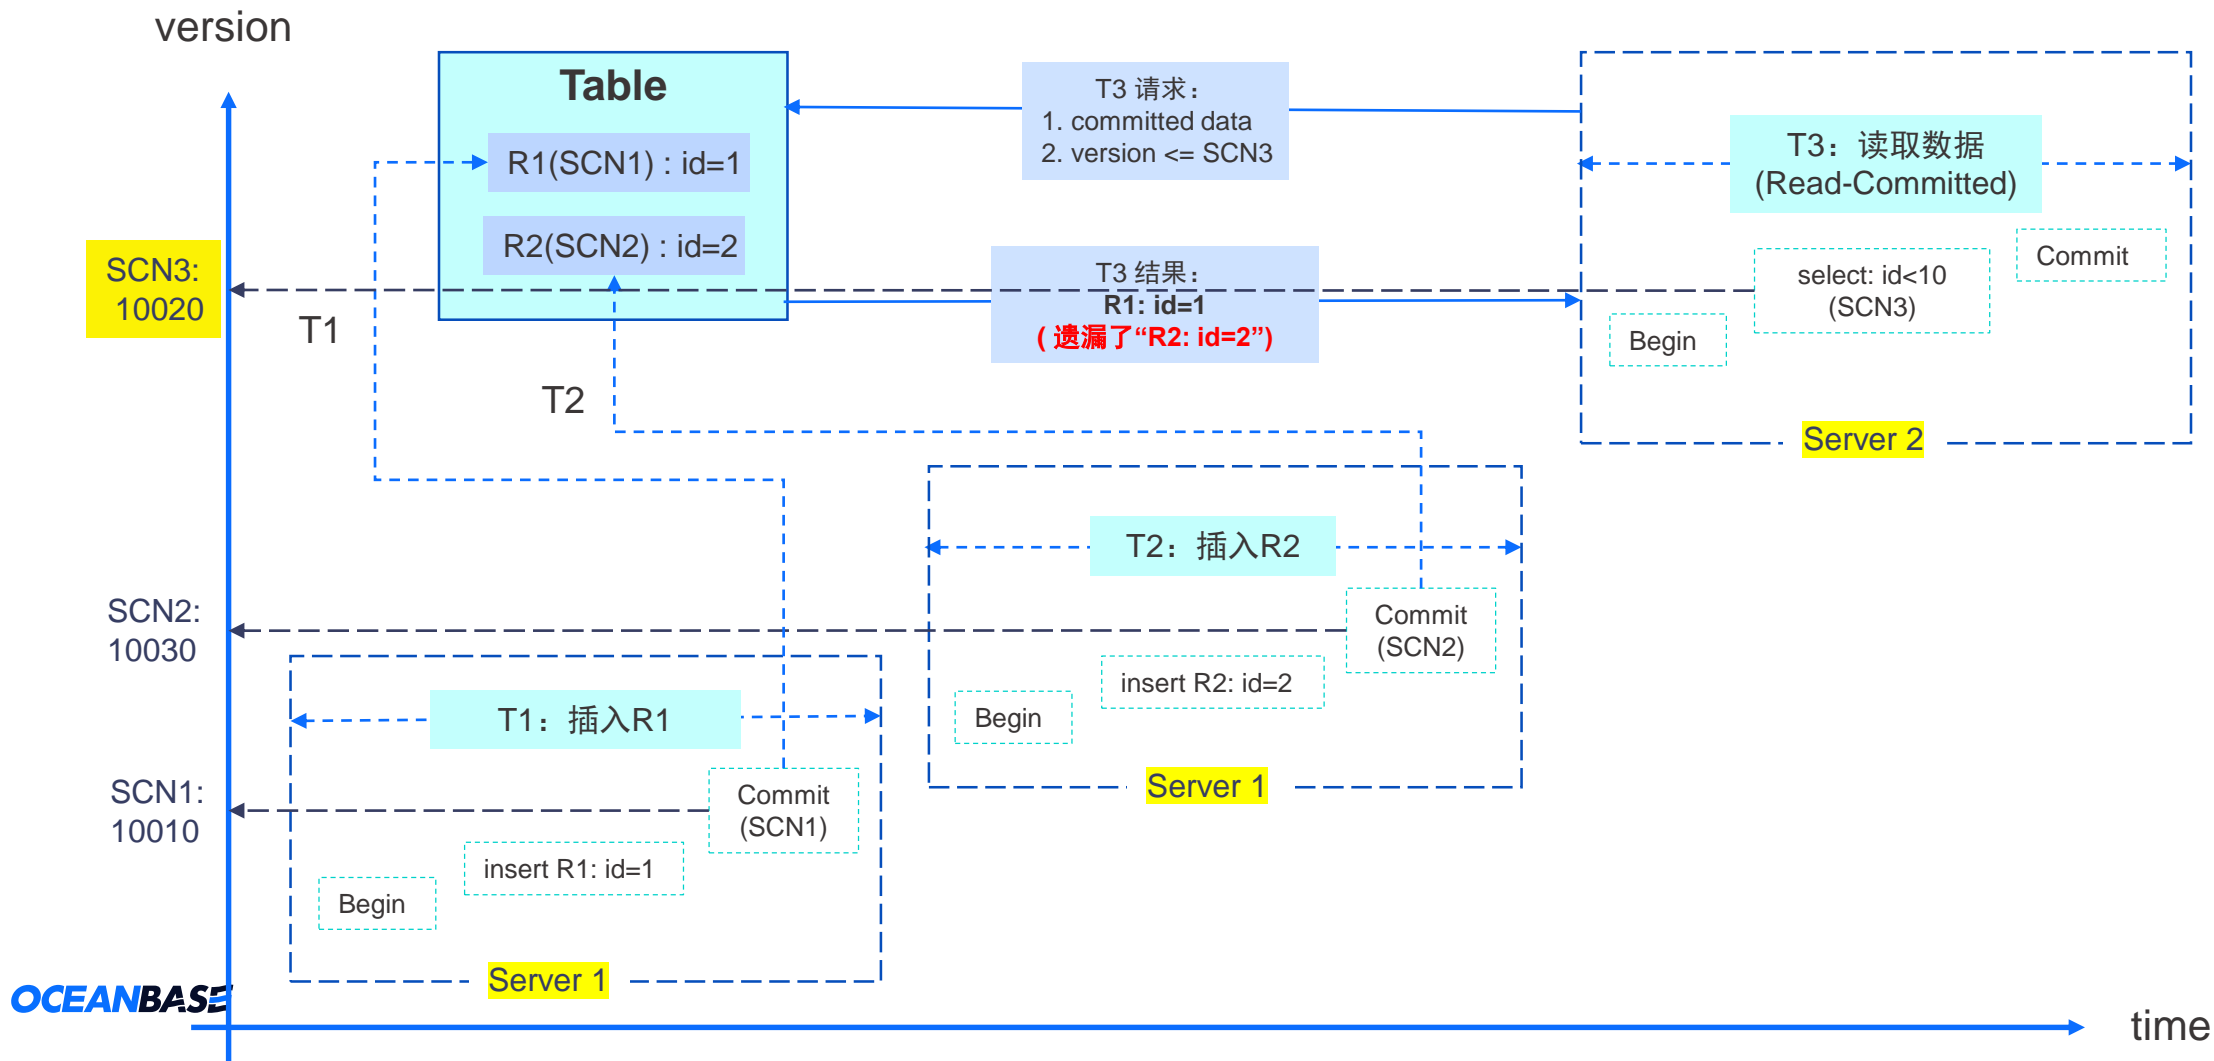 version
Table
R1(SCN1) : id=1
R2(SCN2) : id=2
T3 请求：
1. committed data
2. version <= SCN3
T3：读取数据
(Read-Committed)
Commit
select: id<10
(SCN3)
Begin
Server 2
T3 结果：
R1: id=1
( 遗漏了“R2: id=2”)
SCN3:
10020
T1
T2
T2：插入R2
Commit
(SCN2)
insert R2: id=2
Begin
Server 1
SCN2:
10030
T1：插入R1
Commit
(SCN1)
insert R1: id=1
Begin
Server 1
SCN1:
10010
OCEANBASE
time